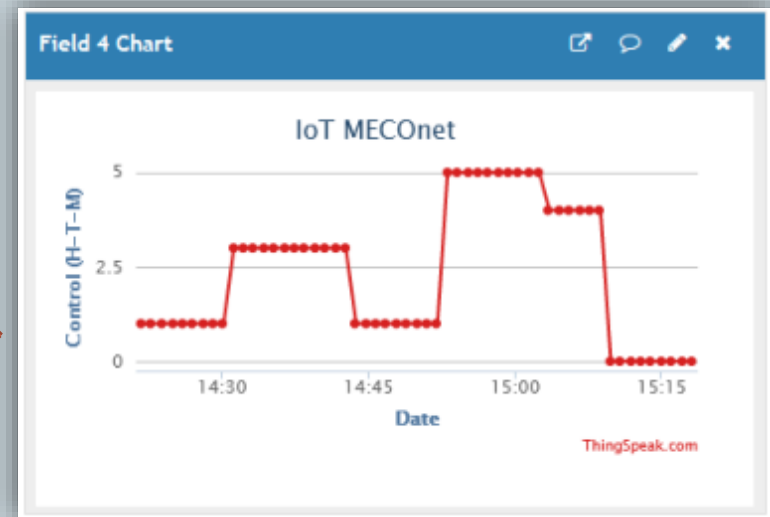 Field 4 Chart
IoT MECOnet
Control (H-T-M)
5
2.5
0
14:30 14:45 15:00 15:15
Date
ThingSpeak.com